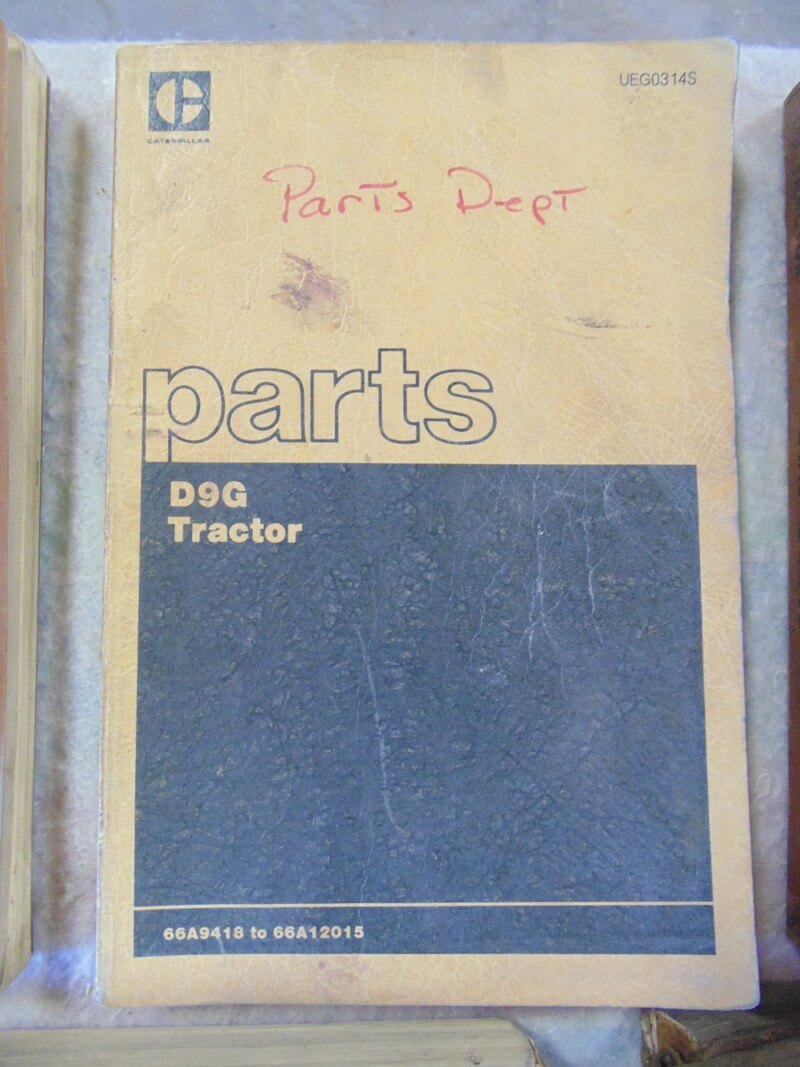 UEG0314S
CATERPILLAR
Parts Dept
parts
D9G
Tractor
66A9418 to 66A12015